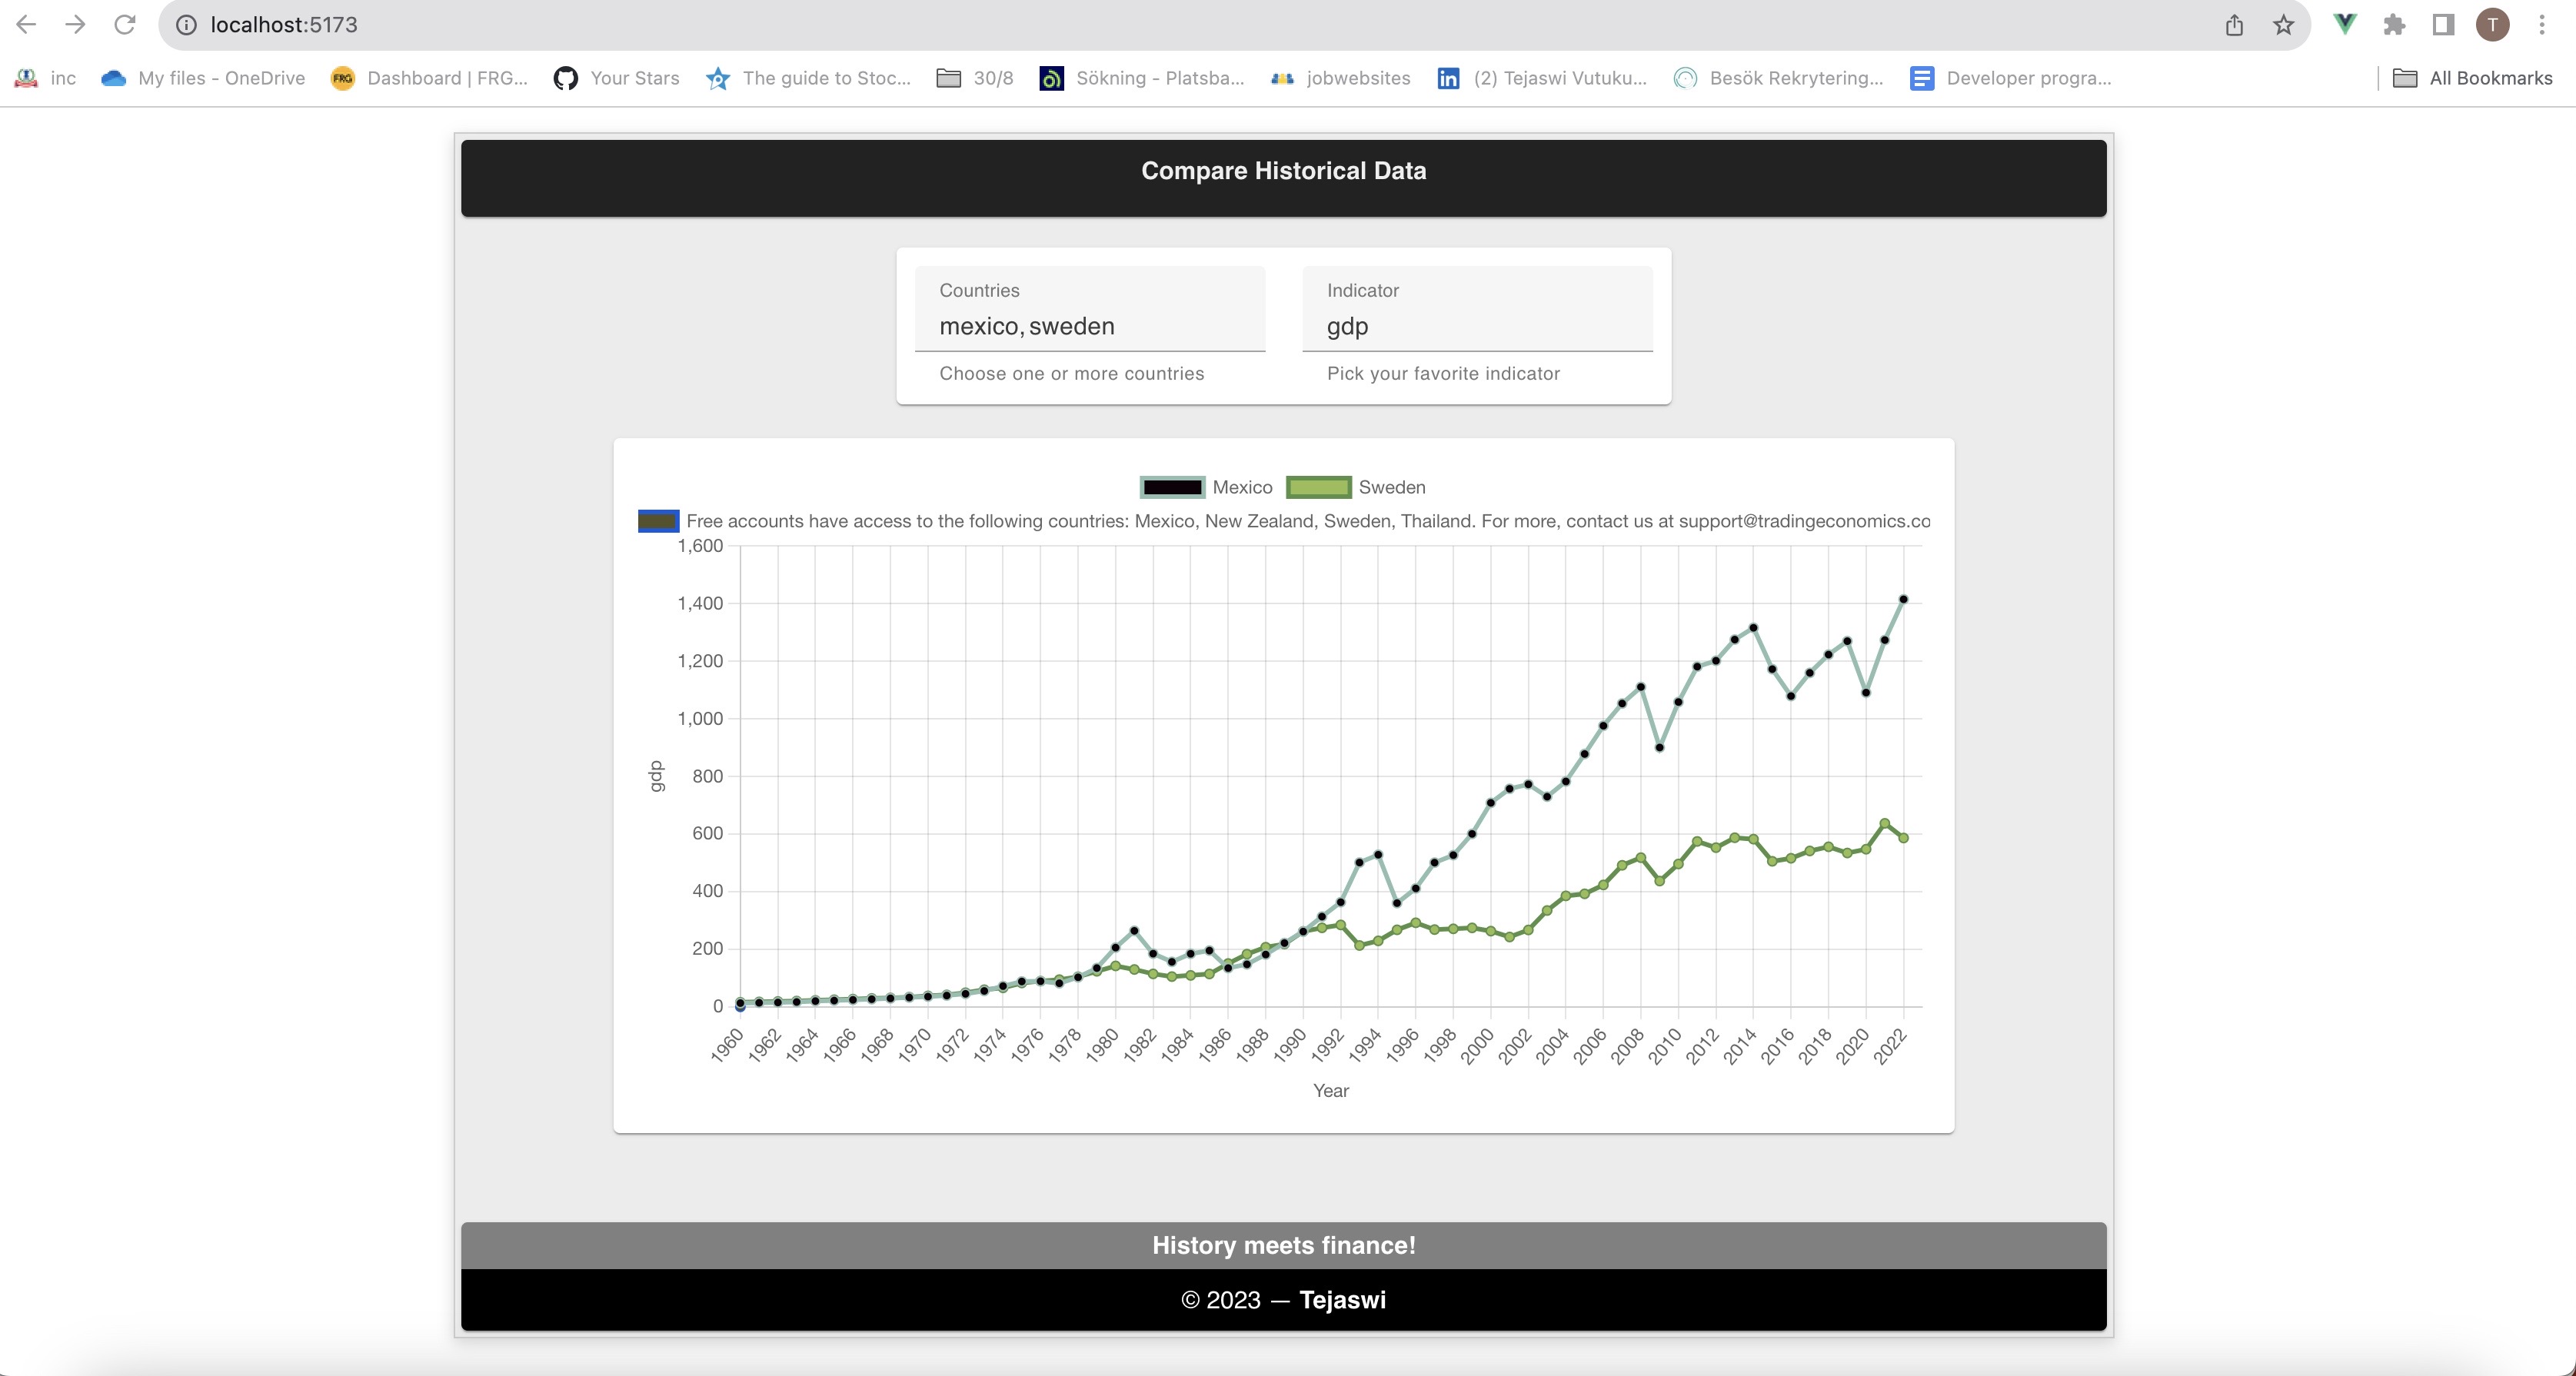 localhost:5173
T
inc My files - OneDrive FRG Dashboard | FRG... Your Stars The guide to Stoc... 30/8 Sökning - Platsba... jobwebsites in (2) Tejaswi Vutuku... Besök Rekrytering... Developer progra... All Bookmarks
Compare Historical Data
Countries Indicator
mexico, sweden gdp
Choose one or more countries Pick your favorite indicator
Mexico Sweden
Free accounts have access to the following countries: Mexico, New Zealand, Sweden, Thailand. For more, contact us at support@tradingeconomics.co
1,600
1,400
1,200
1,000
800
gdp
600
400
200
0
1960 1962 1964 1966 1968 1970 1972 1974 1976 1978 1980 1982 1984 1986 1988 1990 1992 1994 1996 1998 2000 2002 2004 2006 2008 2010 2012 2014 2016 2018 2020 2022
Year
History meets finance!
© 2023 — Tejaswi